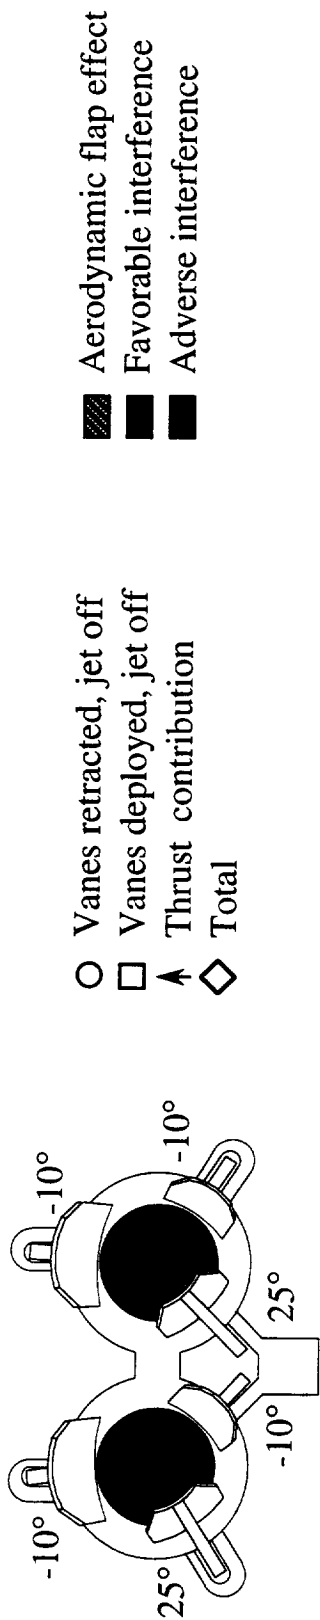 -10°
-10°
-10°
25°
-10°
25°
Vanes retracted, jet off
Vanes deployed, jet off
Thrust contribution
Total
Aerodynamic flap effect
Favorable interference
Adverse interference